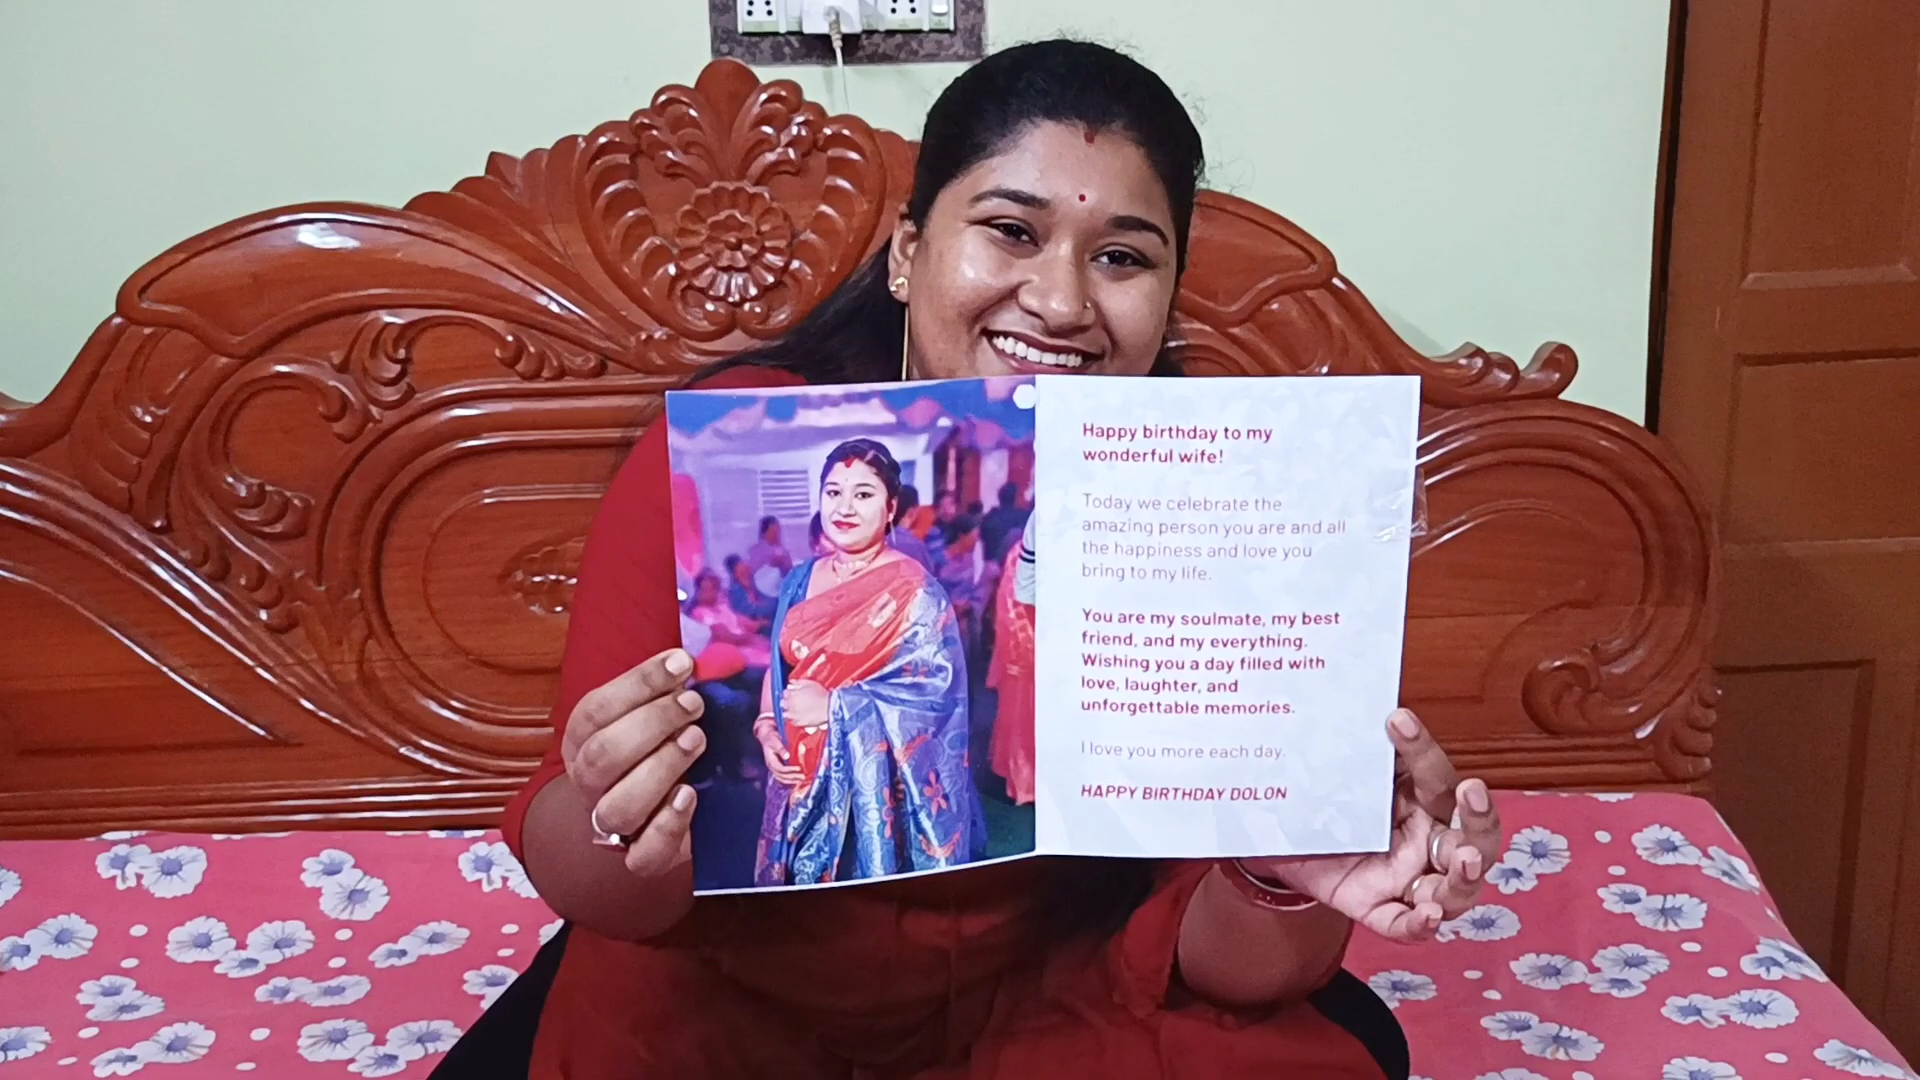 Happy birthday to my
wonderful wife!
Today we celebrate the
amazing person you are and all
the happiness and love you
bring to my life.
You are my soulmate, my best
friend, and my everything.
Wishing you a day filled with
love, laughter, and
unforgettable memories.
I love you more each day.
HAPPY BIRTHDAY DOLON